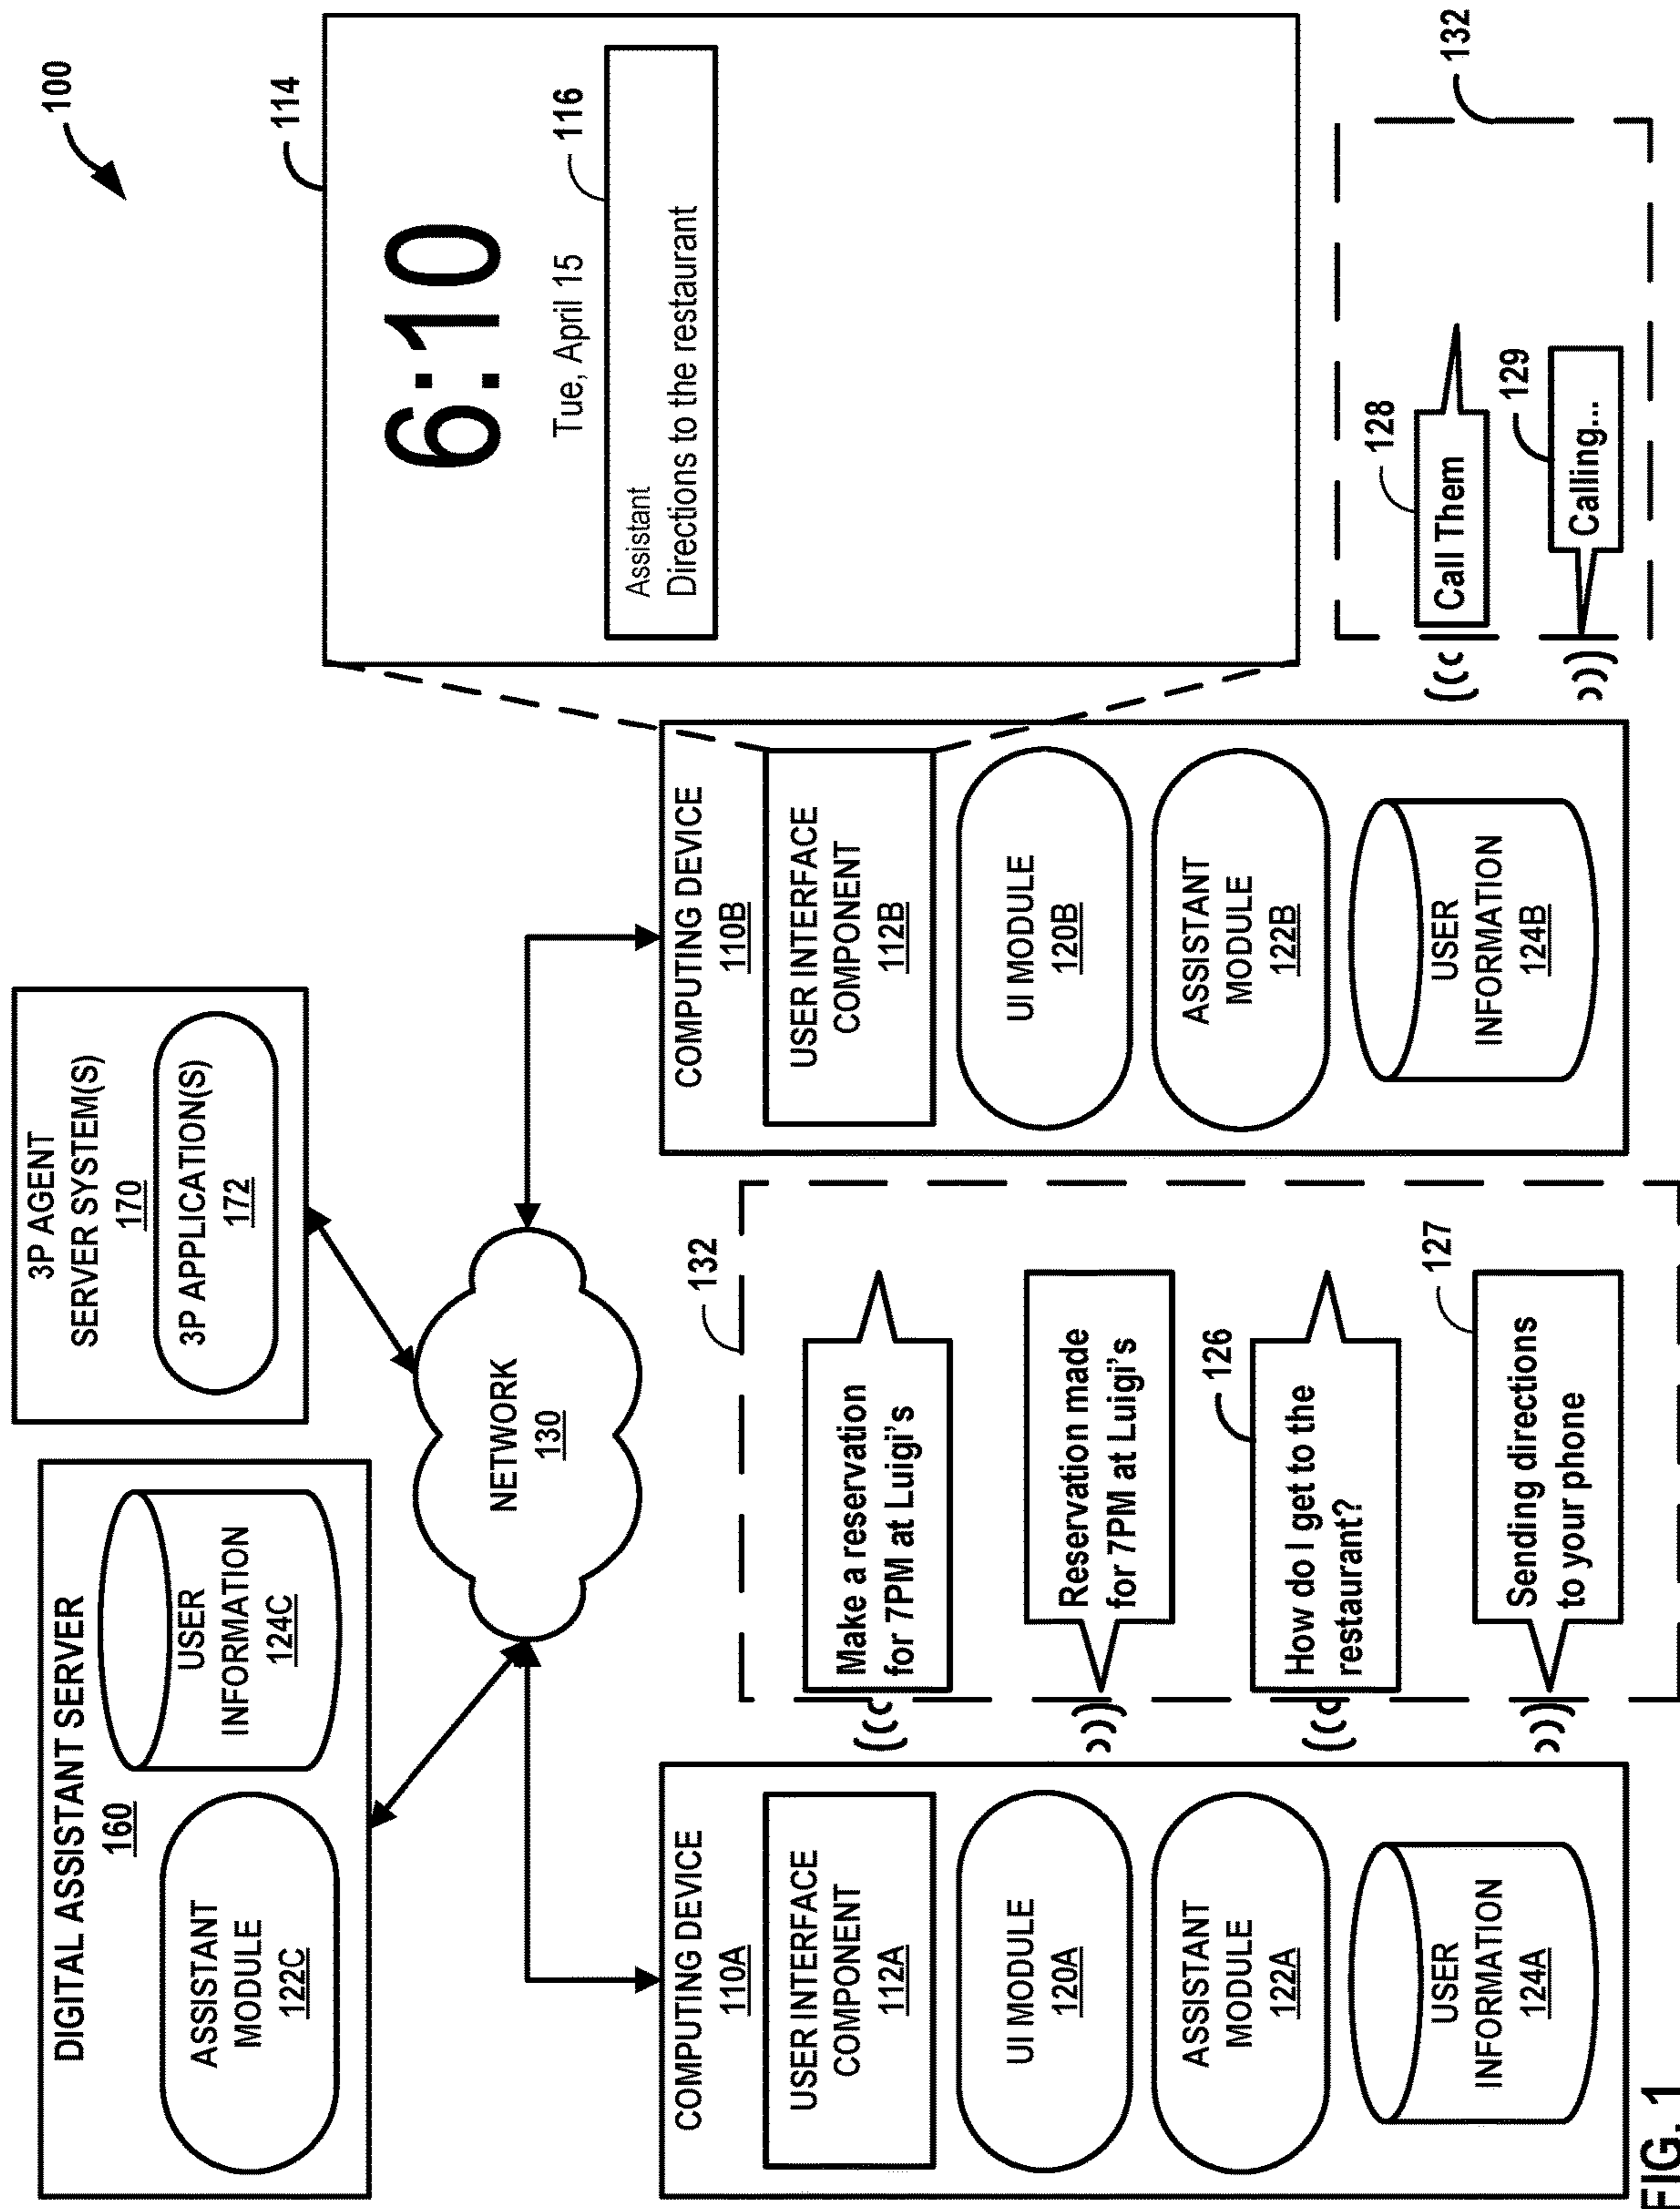 100
DIGITAL ASSISTANT SERVER
160
ASSISTANT
MODULE
122C
USER
INFORMATION
124C
3P AGENT
SERVER SYSTEM(S)
170
3P APPLICATION(S)
172
NETWORK
130
114
6:10
Tue, April 15
116
Assistant
Directions to the restaurant
COMPUTING DEVICE
110A
USER INTERFACE
COMPONENT
112A
UI MODULE
120A
ASSISTANT
MODULE
122A
USER
INFORMATION
124A
132
Make a reservation
for 7PM at Luigi's
Reservation made
for 7PM at Luigi's
126
How do I get to the
restaurant?
127
Sending directions
to your phone
COMPUTING DEVICE
110B
USER INTERFACE
COMPONENT
112B
UI MODULE
120B
ASSISTANT
MODULE
122B
USER
INFORMATION
124B
132
128
Call Them
129
Calling...
FIG. 1